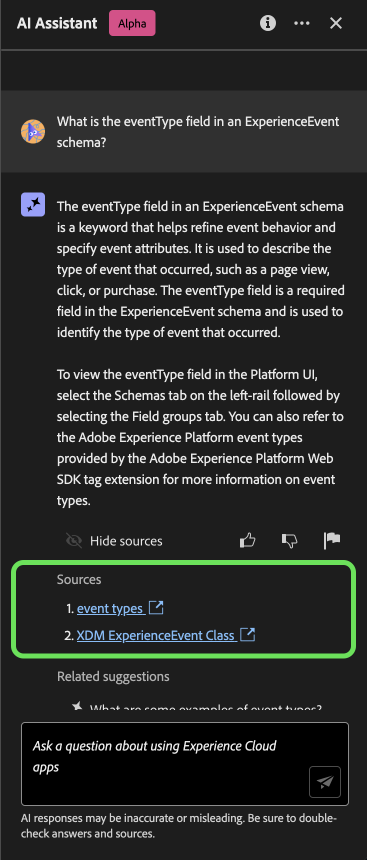 AI Assistant Alpha
What is the eventType field in an ExperienceEvent
schema?
The eventType field in an ExperienceEvent schema
is a keyword that helps refine event behavior and
specify event attributes. It is used to describe the
type of event that occurred, such as a page view,
click, or purchase. The eventType field is a required
field in the ExperienceEvent schema and is used to
identify the type of event that occurred.
To view the eventType field in the Platform UI,
select the Schemas tab on the left-rail followed by
selecting the Field groups tab. You can also refer to
the Adobe Experience Platform event types
provided by the Adobe Experience Platform Web
SDK tag extension for more information on event
types.
Hide sources
Sources
1. event types
2. XDM ExperienceEvent Class
Related suggestions
What are some examples of event types?
Ask a question about using Experience Cloud
apps
AI responses may be inaccurate or misleading. Be sure to double-
check answers and sources.